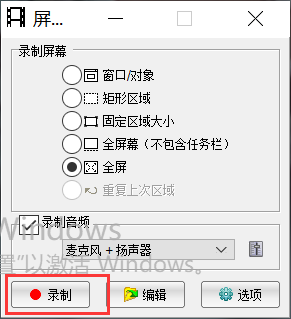 屏...
录制屏幕
窗口/对象
矩形区域
固定区域大小
全屏幕（不包含任务栏）
全屏
重复上次区域
Windows
录制音频
麦克风 + 扬声器
置"以激活 Windows。
录制
编辑
选项